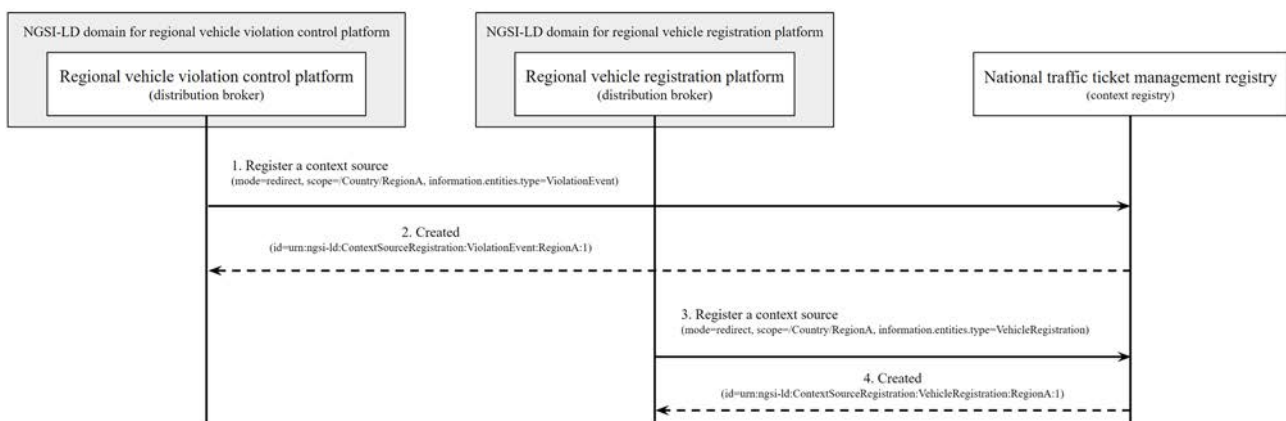 NGSI-LD domain for regional vehicle violation control platform
Regional vehicle violation control platform
(distribution broker)
NGSI-LD domain for regional vehicle registration platform
Regional vehicle registration platform
(distribution broker)
National traffic ticket management registry
(context registry)
1. Register a context source
(mode=redirect, scope=/Country/RegionA, information.entities.type=ViolationEvent)
2. Created
(id=urn:ngsi-ld:ContextSourceRegistration:ViolationEvent:RegionA:1)
3. Register a context source
(mode=redirect, scope=/Country/RegionA, information.entities.type=VehicleRegistration)
4. Created
(id=urn:ngsi-ld:ContextSourceRegistration:VehicleRegistration:RegionA:1)